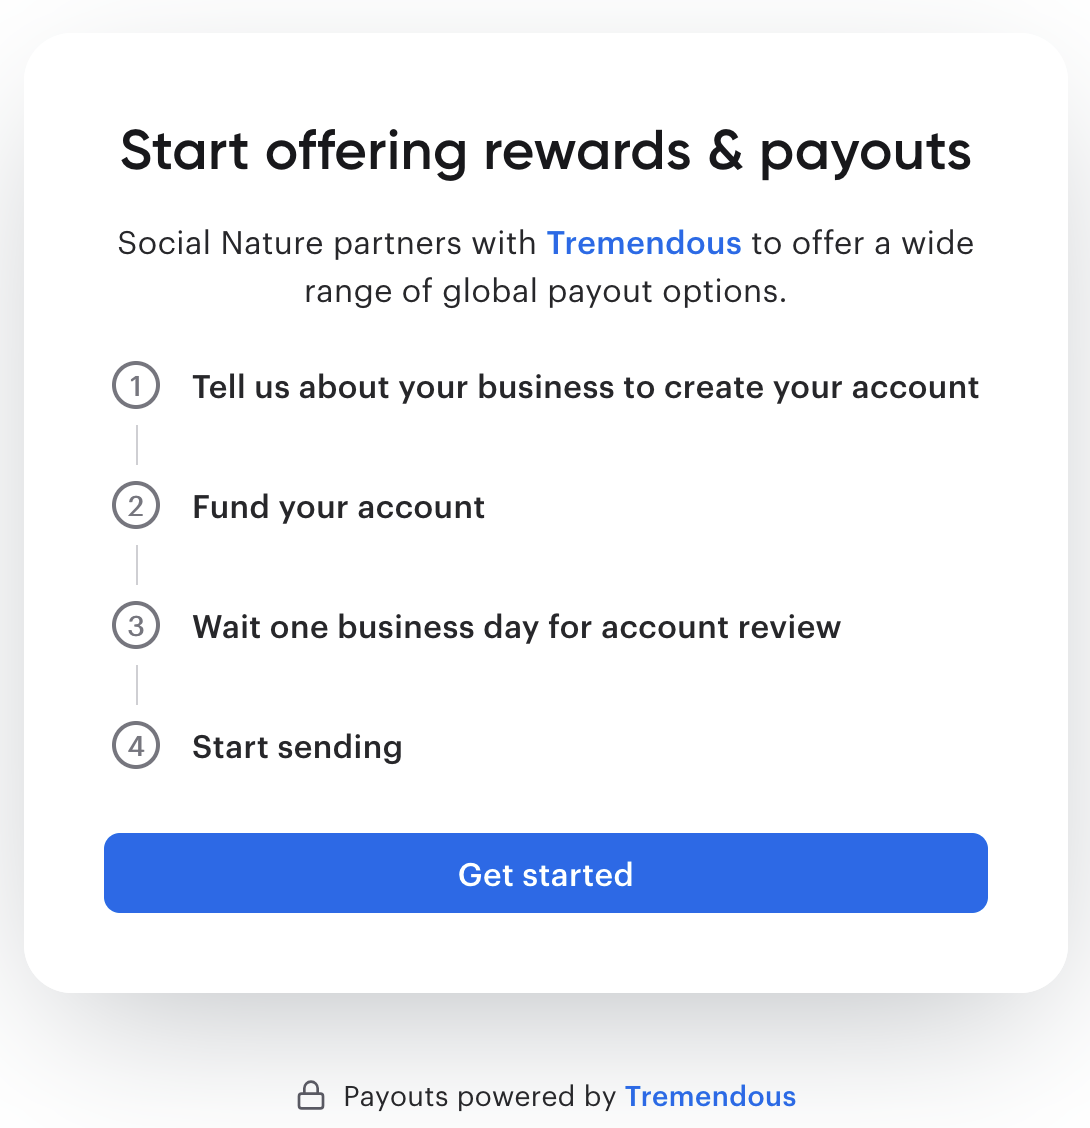 Start offering rewards & payouts
Social Nature partners with Tremendous to offer a wide
range of global payout options.
1 Tell us about your business to create your account
2 Fund your account
3 Wait one business day for account review
4 Start sending
Get started
Payouts powered by Tremendous